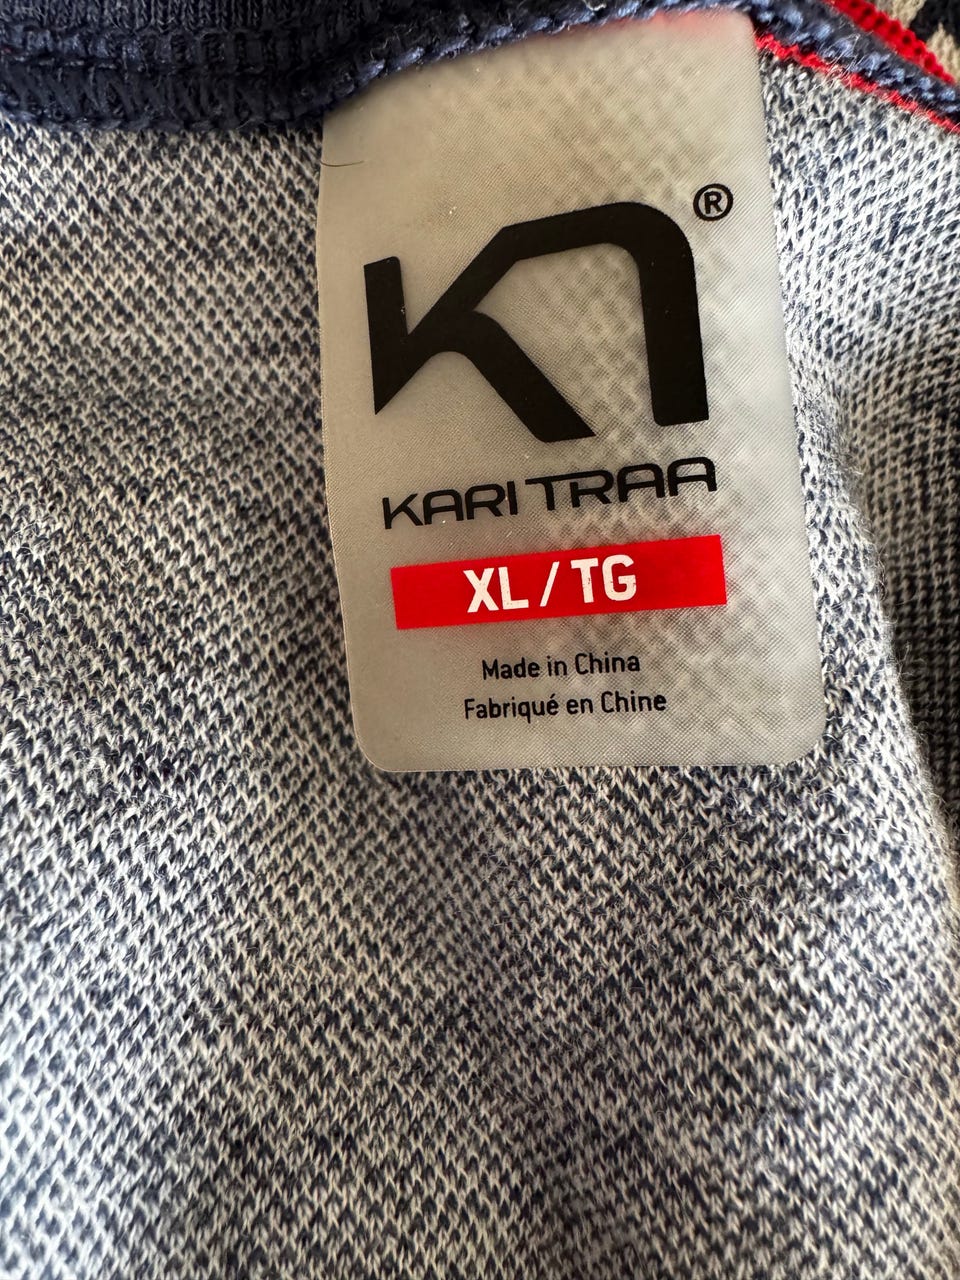 ®
KARI TRAA
XL / TG
Made in China
Fabriqué en Chine